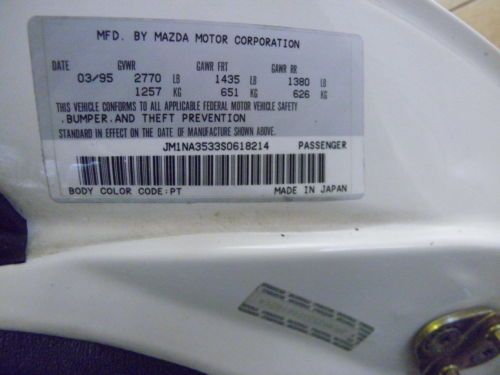 MFD. BY MAZDA MOTOR CORPORATION
DATE GVWR GAWR FRT GAWR RR
03/95 2770 LB 1435 LB 1380 LB
1257 KG 651 KG 626 KG
THIS VEHICLE CONFORMS TO ALL APPLICABLE FEDERAL MOTOR VEHICLE SAFETY
.BUMPER.AND THEFT PREVENTION
STANDARD IN EFFECT ON THE DATE OF MANUFACTURE SHOWN ABOVE.
JM1NA3533S0618214 PASSENGER
BODY COLOR CODE:PT MADE IN JAPAN